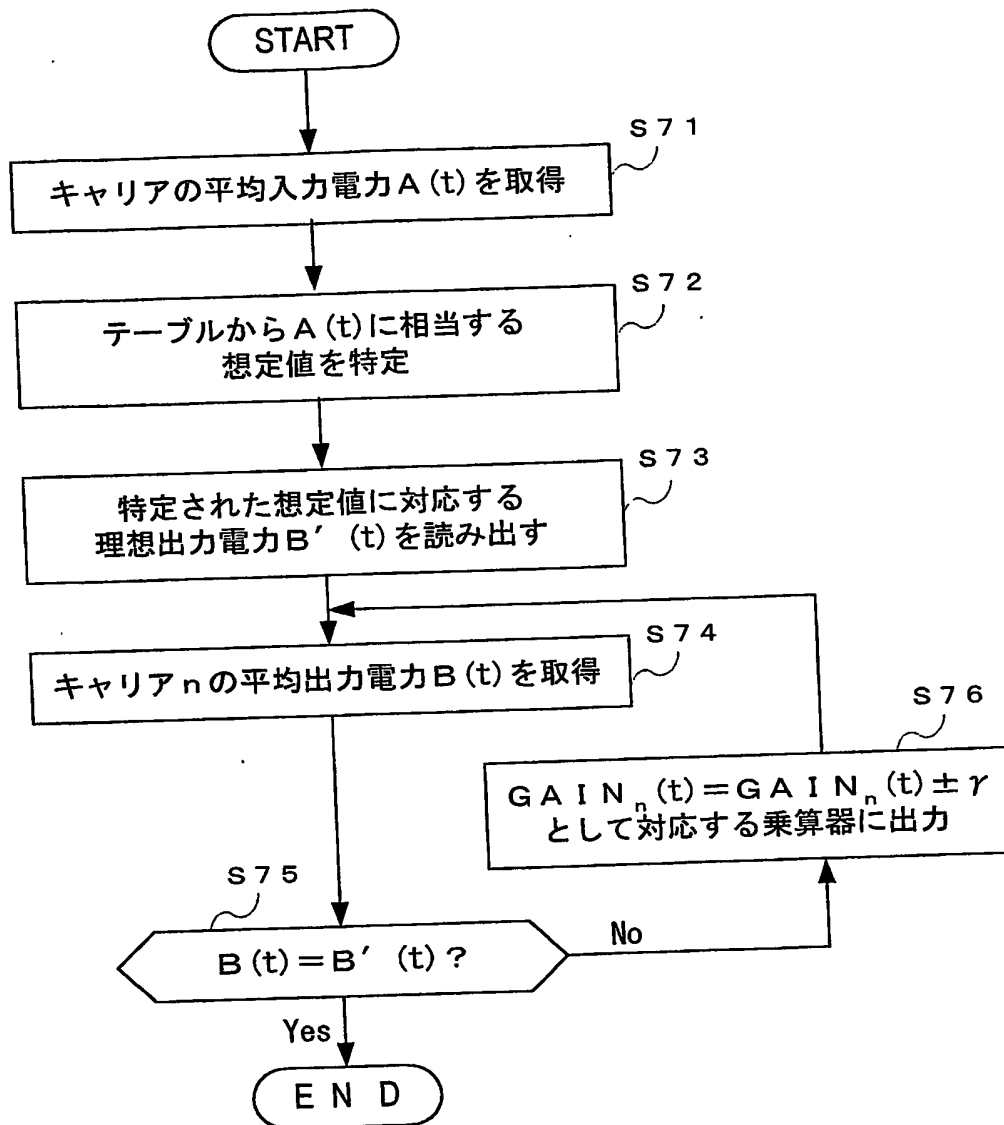 START
S71
キャリアの平均入力電力A(t)を取得
S72
テーブルからA(t)に相当する
想定値を特定
S73
特定された想定値に対応する
理想出力電力B′(t)を読み出す
S74
キャリアnの平均出力電力B(t)を取得
S76
GAINn(t)=GAINn(t)±γ
として対応する乗算器に出力
S75
B(t)=B′(t)?
No
Yes
END